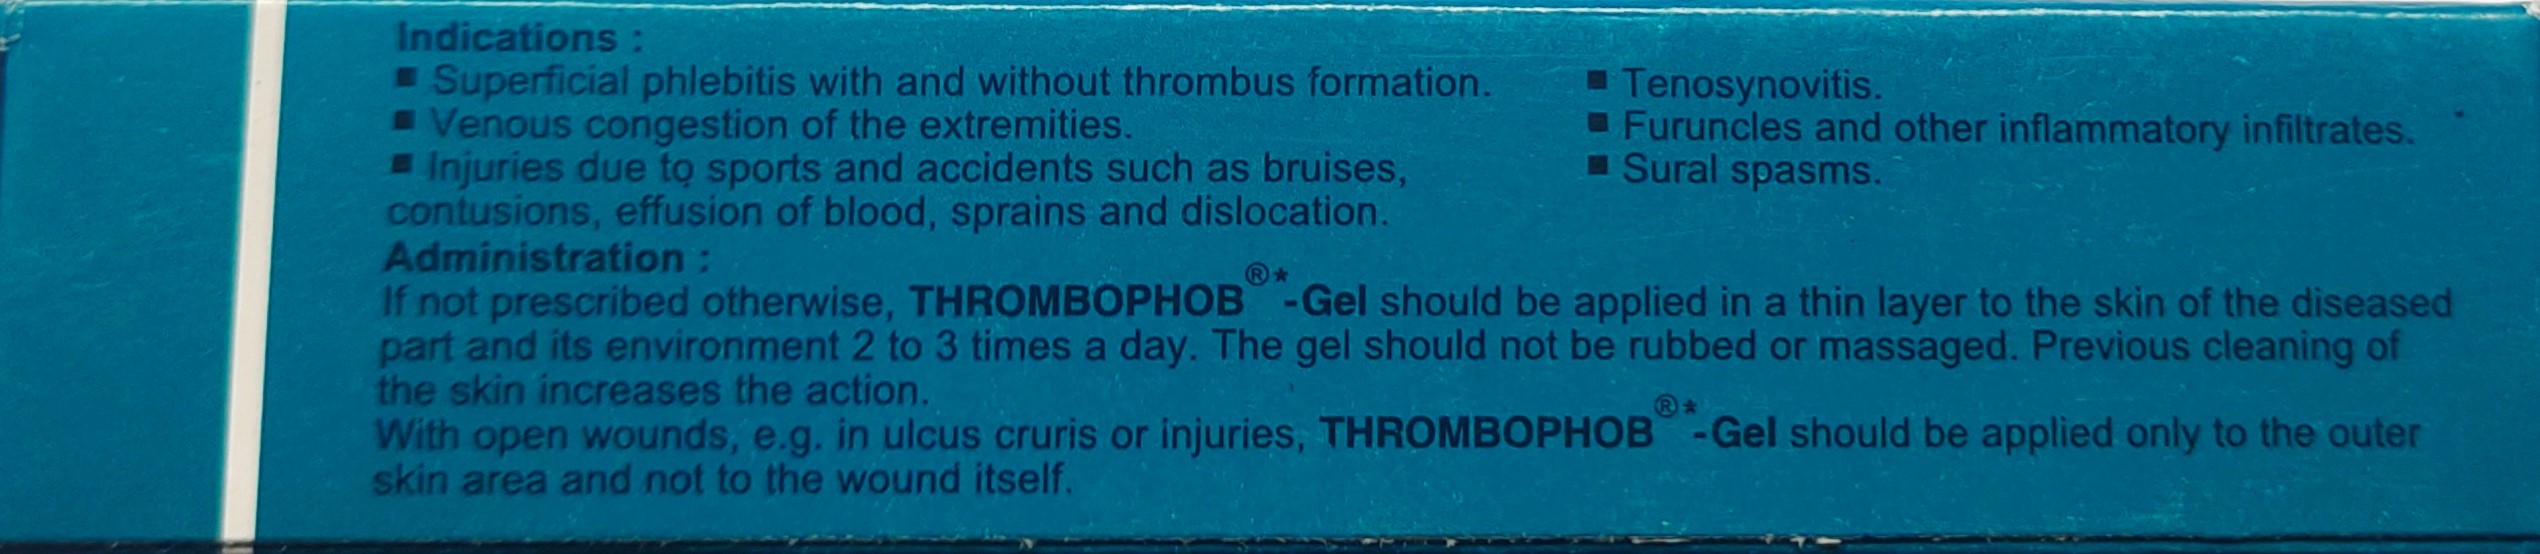 Indications :
■ Superficial phlebitis with and without thrombus formation.
■ Venous congestion of the extremities.
■ Injuries due to sports and accidents such as bruises,
contusions, effusion of blood, sprains and dislocation.
■ Tenosynovitis.
■ Furuncles and other inflammatory infiltrates.
■ Sural spasms.
Administration :
If not prescribed otherwise, THROMBOPHOB®*-Gel should be applied in a thin layer to the skin of the diseased
part and its environment 2 to 3 times a day. The gel should not be rubbed or massaged. Previous cleaning of
the skin increases the action.
With open wounds, e.g. in ulcus cruris or injuries, THROMBOPHOB®*-Gel should be applied only to the outer
skin area and not to the wound itself.